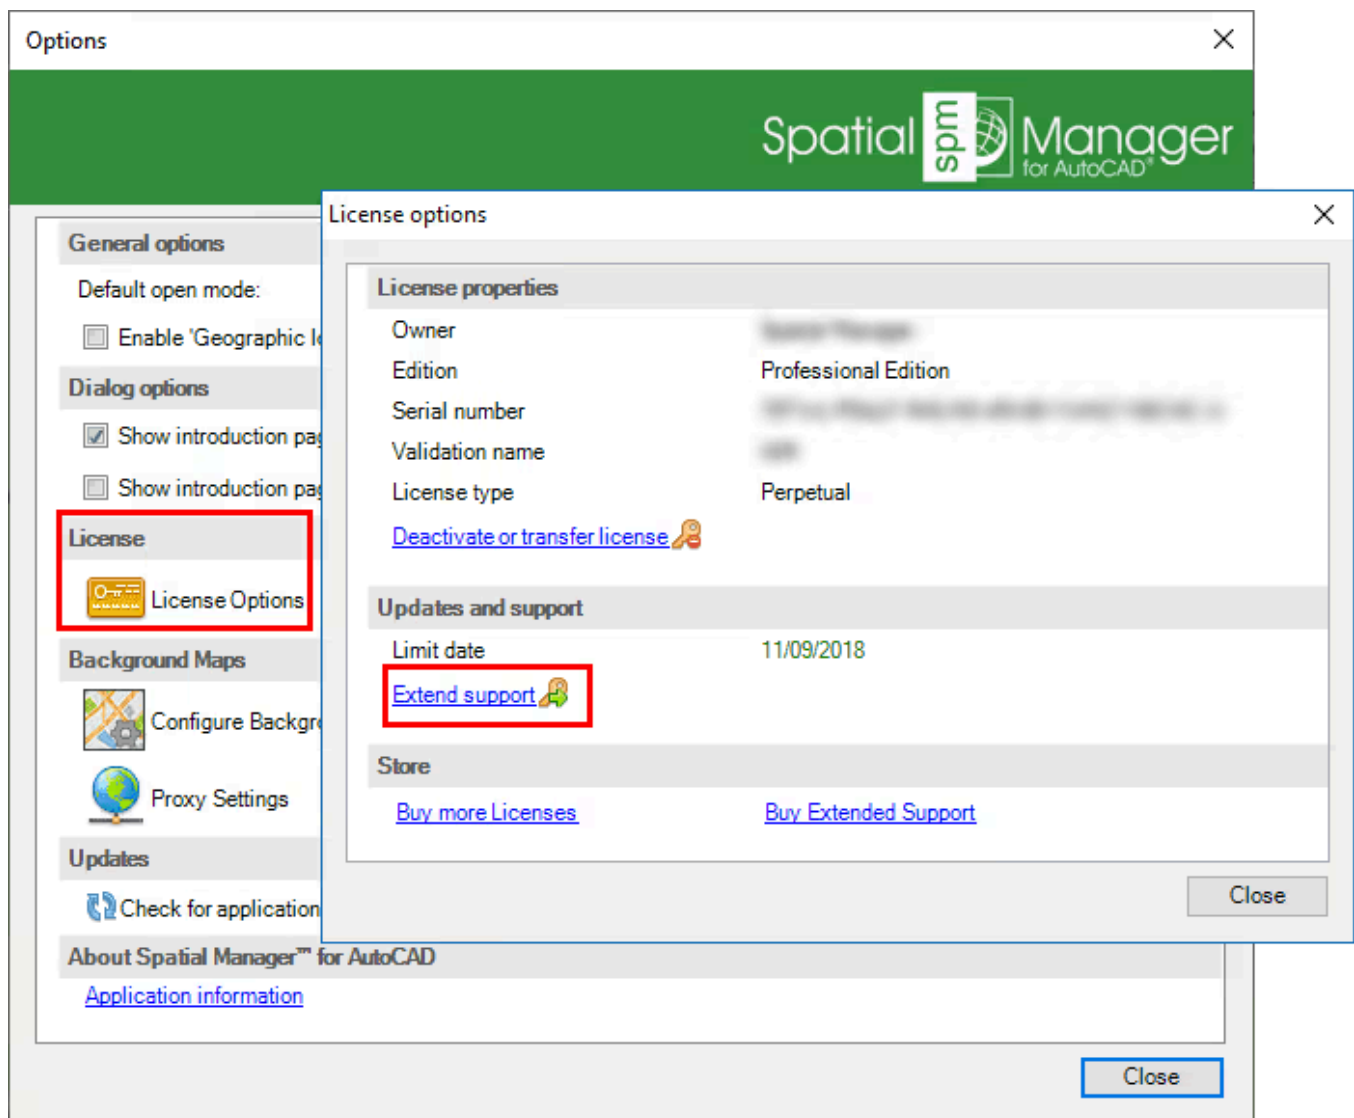 Options
Spatial spm Manager
for AutoCAD®
General options
Default open mode:
Enable 'Geographic
Dialog options
Show introduction
Show introduction
License
License Options
Background Maps
Configure
Proxy Settings
Updates
Check for application
About Spatial Manager™ for AutoCAD
Application information
Close
License options
License properties
Owner
Edition Professional Edition
Serial number
Validation name
License type Perpetual
Deactivate or transfer license
Updates and support
Limit date 11/09/2018
Extend support
Store
Buy more Licenses Buy Extended Support
Close